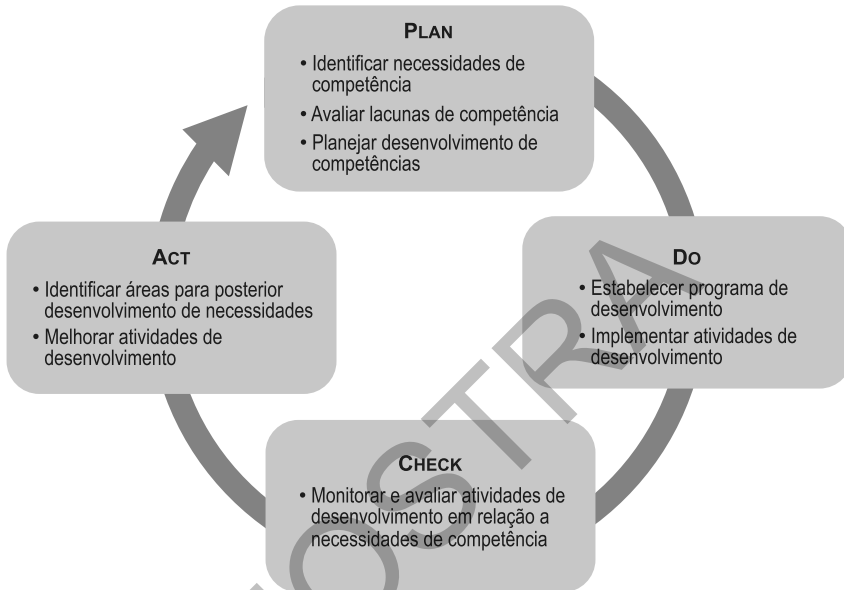 PLAN
• Identificar necessidades de
competência
• Avaliar lacunas de competência
• Planejar desenvolvimento de
competências
ACT
• Identificar áreas para posterior
desenvolvimento de necessidades
• Melhorar atividades de
desenvolvimento
DO
• Estabelecer programa de
desenvolvimento
• Implementar atividades de
desenvolvimento
CHECK
• Monitorar e avaliar atividades de
desenvolvimento em relação a
necessidades de competência
OSTRA